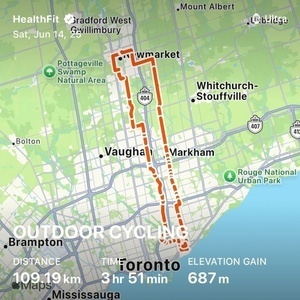 HealthFit
Sat, Jun 14, 25
Ultra
Mount Albert
Bradford West
Gwillimbury
Newmarket
Pottageville
Swamp
Natural Area
404
Whitchurch-
Stouffville
407
Bolton
Vaughan
Markham
Rouge National
Urban Park
OUTDOOR CYCLING
Brampton
DISTANCE
TIME
ELEVATION GAIN
Toronto
109.19 km
3 hr 51 min
687 m
Maps
Mississauga